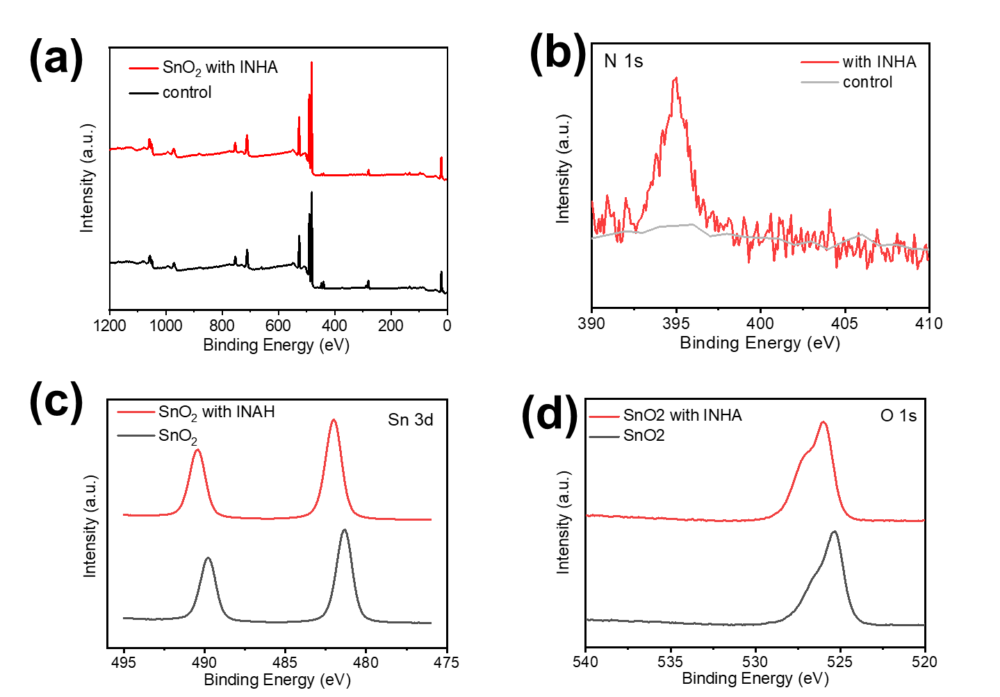 (a)
SnO2 with INHA
control
Intensity (a.u.)
1200 1000 800 600 400 200 0
Binding Energy (eV)
(b)
N 1s
with INHA
control
Intensity (a.u.)
390 395 400 405 410
Binding Energy (eV)
(c)
SnO2 with INAH
SnO2
Sn 3d
Intensity (a.u.)
495 490 485 480 475
Binding Energy (eV)
(d)
SnO2 with INHA
SnO2
O 1s
Intensity (a.u.)
540 535 530 525 520
Binding Energy (eV)